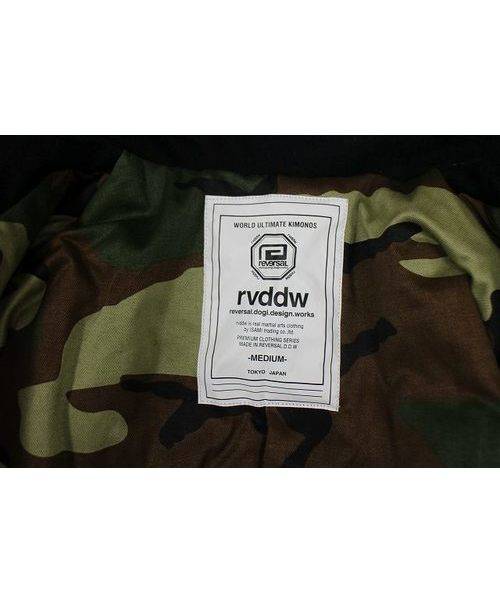 WORLD ULTIMATE KIMONOS
reversal
rvddw
reversal.dogi.design.works
rvddw is real martial arts clothing
by ISAMI trading co.,ltd.
PREMIUM CLOTHING SERIES
MADE IN REVERSAL.D.D.W
-MEDIUM-
TOKYO JAPAN